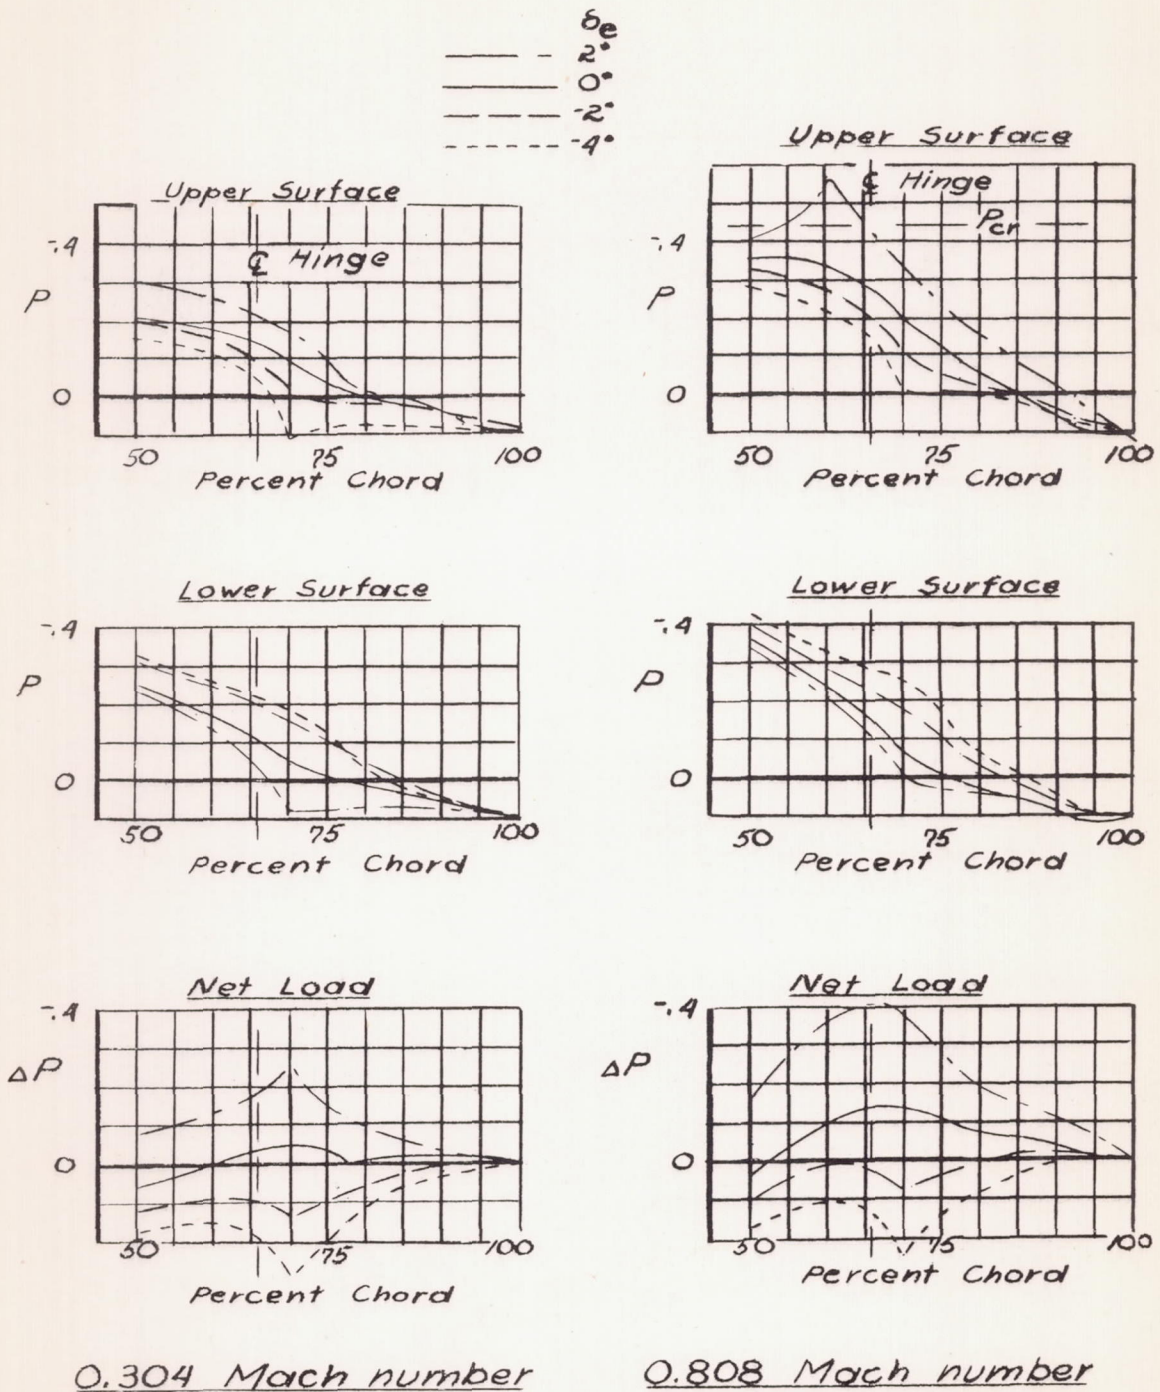 δe
2°
0°
-2°
-4°
Upper Surface
℄ Hinge
-.4
P
0
50 75 100
Percent Chord
Upper Surface
℄ Hinge
Pcr
-.4
P
0
50 75 100
Percent Chord
Lower Surface
-.4
P
0
50 75 100
Percent Chord
Lower Surface
-.4
P
0
50 75 100
Percent Chord
Net Load
-.4
ΔP
0
50 75 100
Percent Chord
Net Load
-.4
ΔP
0
50 75 100
Percent Chord
0.304 Mach number
0.808 Mach number